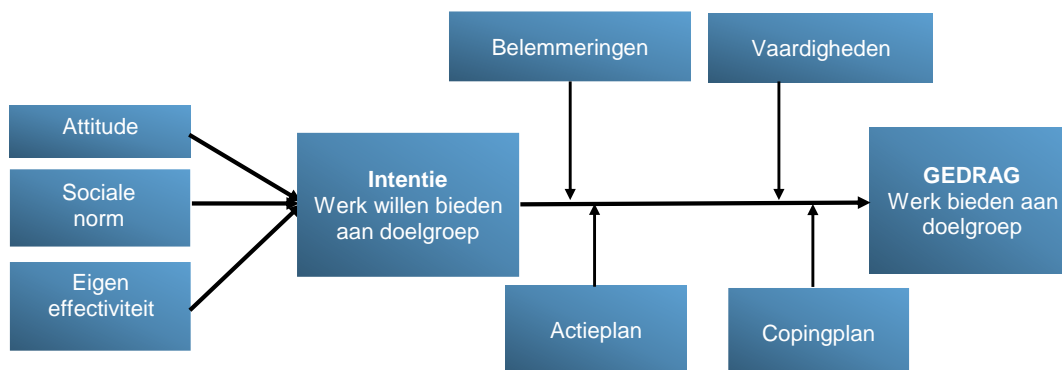 Belemmeringen
Vaardigheden
Attitude
Sociale
norm
Eigen
effectiviteit
Intentie
Werk willen bieden
aan doelgroep
GEDRAG
Werk bieden aan
doelgroep
Actieplan
Copingplan